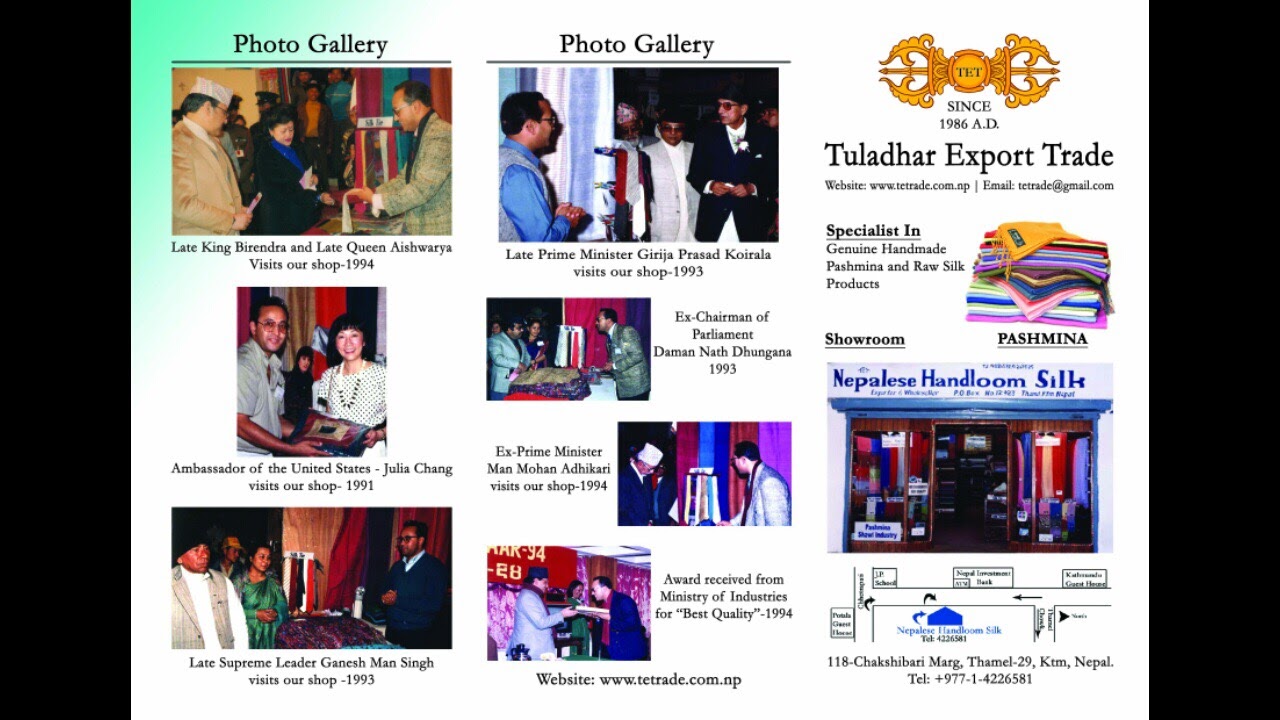 Photo Gallery
Late King Birendra and Late Queen Aishwarya
Visits our shop-1994
Ambassador of the United States - Julia Chang
visits our shop- 1991
Late Supreme Leader Ganesh Man Singh
visits our shop -1993
Photo Gallery
Late Prime Minister Girija Prasad Koirala
visits our shop-1993
Ex-Chairman of
Parliament
Daman Nath Dhungana
1993
Ex-Prime Minister
Man Mohan Adhikari
visits our shop-1994
AR-94
Award received from
Ministry of Industries
for “Best Quality”-1994
Website: www.tetrade.com.np
TET
SINCE
1986 A.D.
Tuladhar Export Trade
Website: www.tetrade.com.np | Email: tetrade@gmail.com
Specialist In
Genuine Handmade
Pashmina and Raw Silk
Products
Showroom
PASHMINA
Nepalese Handloom Silk
P.O Box Thamel Ktm Nepal
Pashmina
Shawl Industry
J.P.
School
Nepal Investment
ATM Bank
Kathmandu
Guest House
Chhetrapati
Potala
Guest
House
Nepalese Handloom Silk
Tel: 4226581
Thamel
Chowk
North
118-Chakshibari Marg, Thamel-29, Ktm, Nepal.
Tel: +977-1-4226581